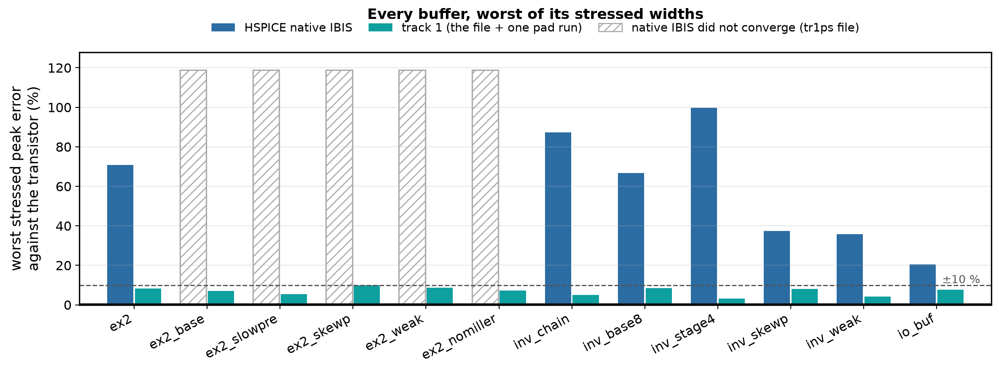 Every buffer, worst of its stressed widths
HSPICE native IBIS
track 1 (the file + one pad run)
native IBIS did not converge (tr1ps file)
worst stressed peak error
against the transistor (%)
120
100
80
60
40
20
0
±10 %
ex2
ex2_base
ex2_slowpre
ex2_skewp
ex2_weak
ex2_nomiller
inv_chain
inv_base8
inv_stage4
inv_skewp
inv_weak
io_buf